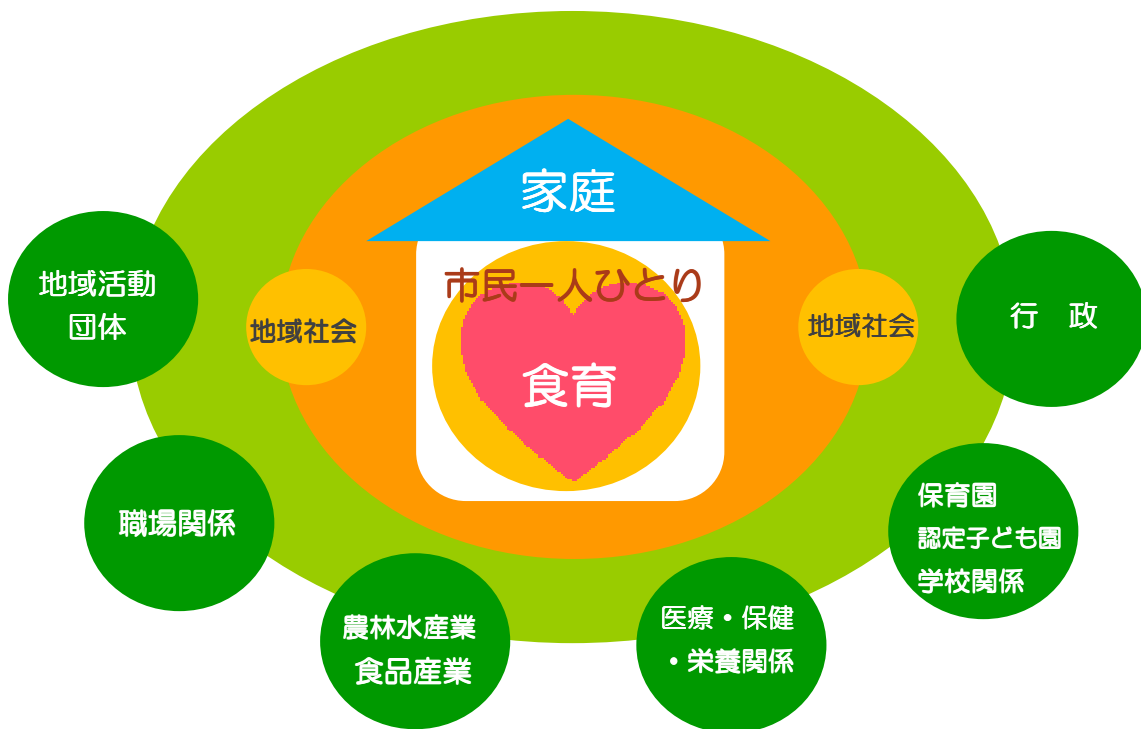 家庭
市民一人ひとり
食育
地域社会
地域社会
地域活動
団体
行　政
職場関係
保育園
認定子ども園
学校関係
農林水産業
食品産業
医療・保健
・栄養関係